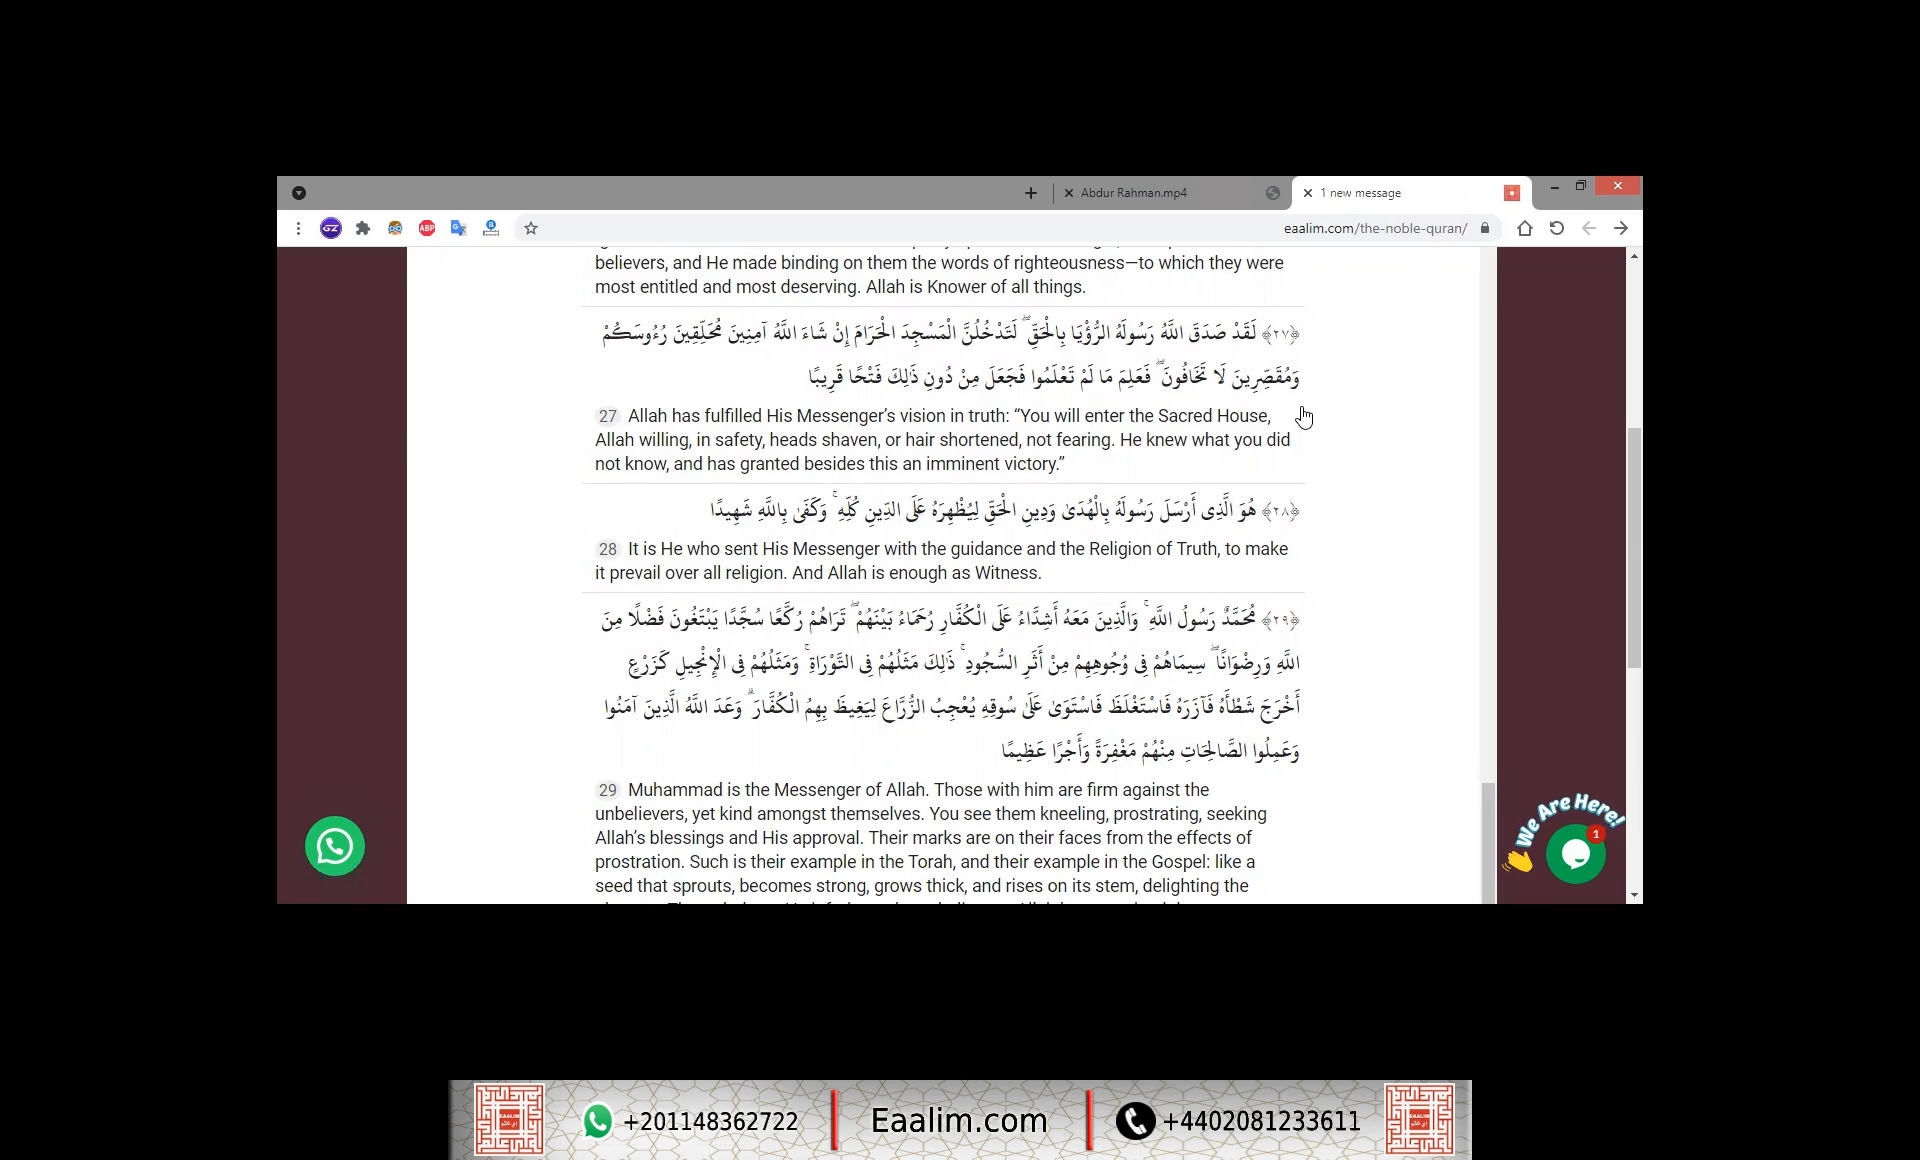 Abdur Rahman.mp4
1 new message
GZ
ABP
eaalim.com/the-noble-quran/
believers, and He made binding on them the words of righteousness—to which they were
most entitled and most deserving. Allah is Knower of all things.
﴿٢٧﴾ لَقَدْ صَدَقَ اللَّهُ رَسُولَهُ الرُّؤْيَا بِالْحَقِّ ۖ لَتَدْخُلُنَّ الْمَسْجِدَ الْحَرَامَ إِنْ شَاءَ اللَّهُ آمِنِينَ مُحَلِّقِينَ رُءُوسَكُمْ
وَمُقَصِّرِينَ لَا تَخَافُونَ ۖ فَعَلِمَ مَا لَمْ تَعْلَمُوا فَجَعَلَ مِنْ دُونِ ذَٰلِكَ فَتْحًا قَرِيبًا
27 Allah has fulfilled His Messenger’s vision in truth: “You will enter the Sacred House,
Allah willing, in safety, heads shaven, or hair shortened, not fearing. He knew what you did
not know, and has granted besides this an imminent victory.”
﴿٢٨﴾ هُوَ الَّذِي أَرْسَلَ رَسُولَهُ بِالْهُدَىٰ وَدِينِ الْحَقِّ لِيُظْهِرَهُ عَلَى الدِّينِ كُلِّهِ ۚ وَكَفَىٰ بِاللَّهِ شَهِيدًا
28 It is He who sent His Messenger with the guidance and the Religion of Truth, to make
it prevail over all religion. And Allah is enough as Witness.
﴿٢٩﴾ مُحَمَّدٌ رَسُولُ اللَّهِ ۚ وَالَّذِينَ مَعَهُ أَشِدَّاءُ عَلَى الْكُفَّارِ رُحَمَاءُ بَيْنَهُمْ ۖ تَرَاهُمْ رُكَّعًا سُجَّدًا يَبْتَغُونَ فَضْلًا مِنَ
اللَّهِ وَرِضْوَانًا ۖ سِيمَاهُمْ فِي وُجُوهِهِمْ مِنْ أَثَرِ السُّجُودِ ۚ ذَٰلِكَ مَثَلُهُمْ فِي التَّوْرَاةِ ۚ وَمَثَلُهُمْ فِي الْإِنْجِيلِ كَزَرْعٍ
أَخْرَجَ شَطْأَهُ فَآزَرَهُ فَاسْتَغْلَظَ فَاسْتَوَىٰ عَلَىٰ سُوقِهِ يُعْجِبُ الزُّرَّاعَ لِيَغِيظَ بِهِمُ الْكُفَّارَ ۗ وَعَدَ اللَّهُ الَّذِينَ آمَنُوا
وَعَمِلُوا الصَّالِحَاتِ مِنْهُمْ مَغْفِرَةً وَأَجْرًا عَظِيمًا
29 Muhammad is the Messenger of Allah. Those with him are firm against the
unbelievers, yet kind amongst themselves. You see them kneeling, prostrating, seeking
Allah’s blessings and His approval. Their marks are on their faces from the effects of
prostration. Such is their example in the Torah, and their example in the Gospel: like a
seed that sprouts, becomes strong, grows thick, and rises on its stem, delighting the
We Are Here!
1
EAALIM
+201148362722
Eaalim.com
+4402081233611
EAALIM